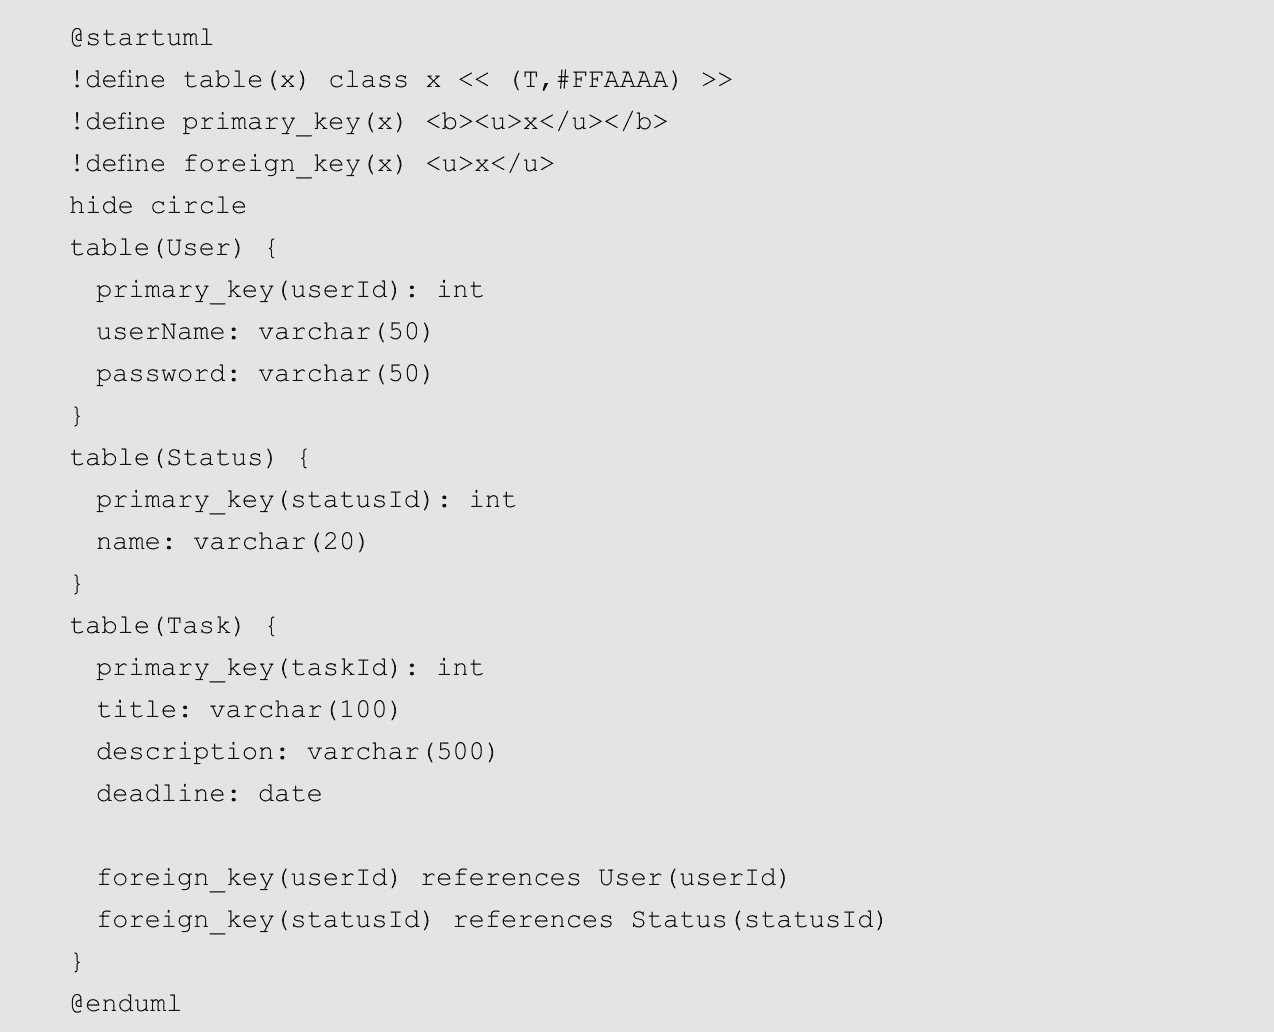 @startuml
!define table(x) class x << (T,#FFAAAA) >>
!define primary_key(x) <b><u>x</u></b>
!define foreign_key(x) <u>x</u>
hide circle
table(User) {
  primary_key(userId): int
  userName: varchar(50)
  password: varchar(50)
}
table(Status) {
  primary_key(statusId): int
  name: varchar(20)
}
table(Task) {
  primary_key(taskId): int
  title: varchar(100)
  description: varchar(500)
  deadline: date

  foreign_key(userId) references User(userId)
  foreign_key(statusId) references Status(statusId)
}
@enduml